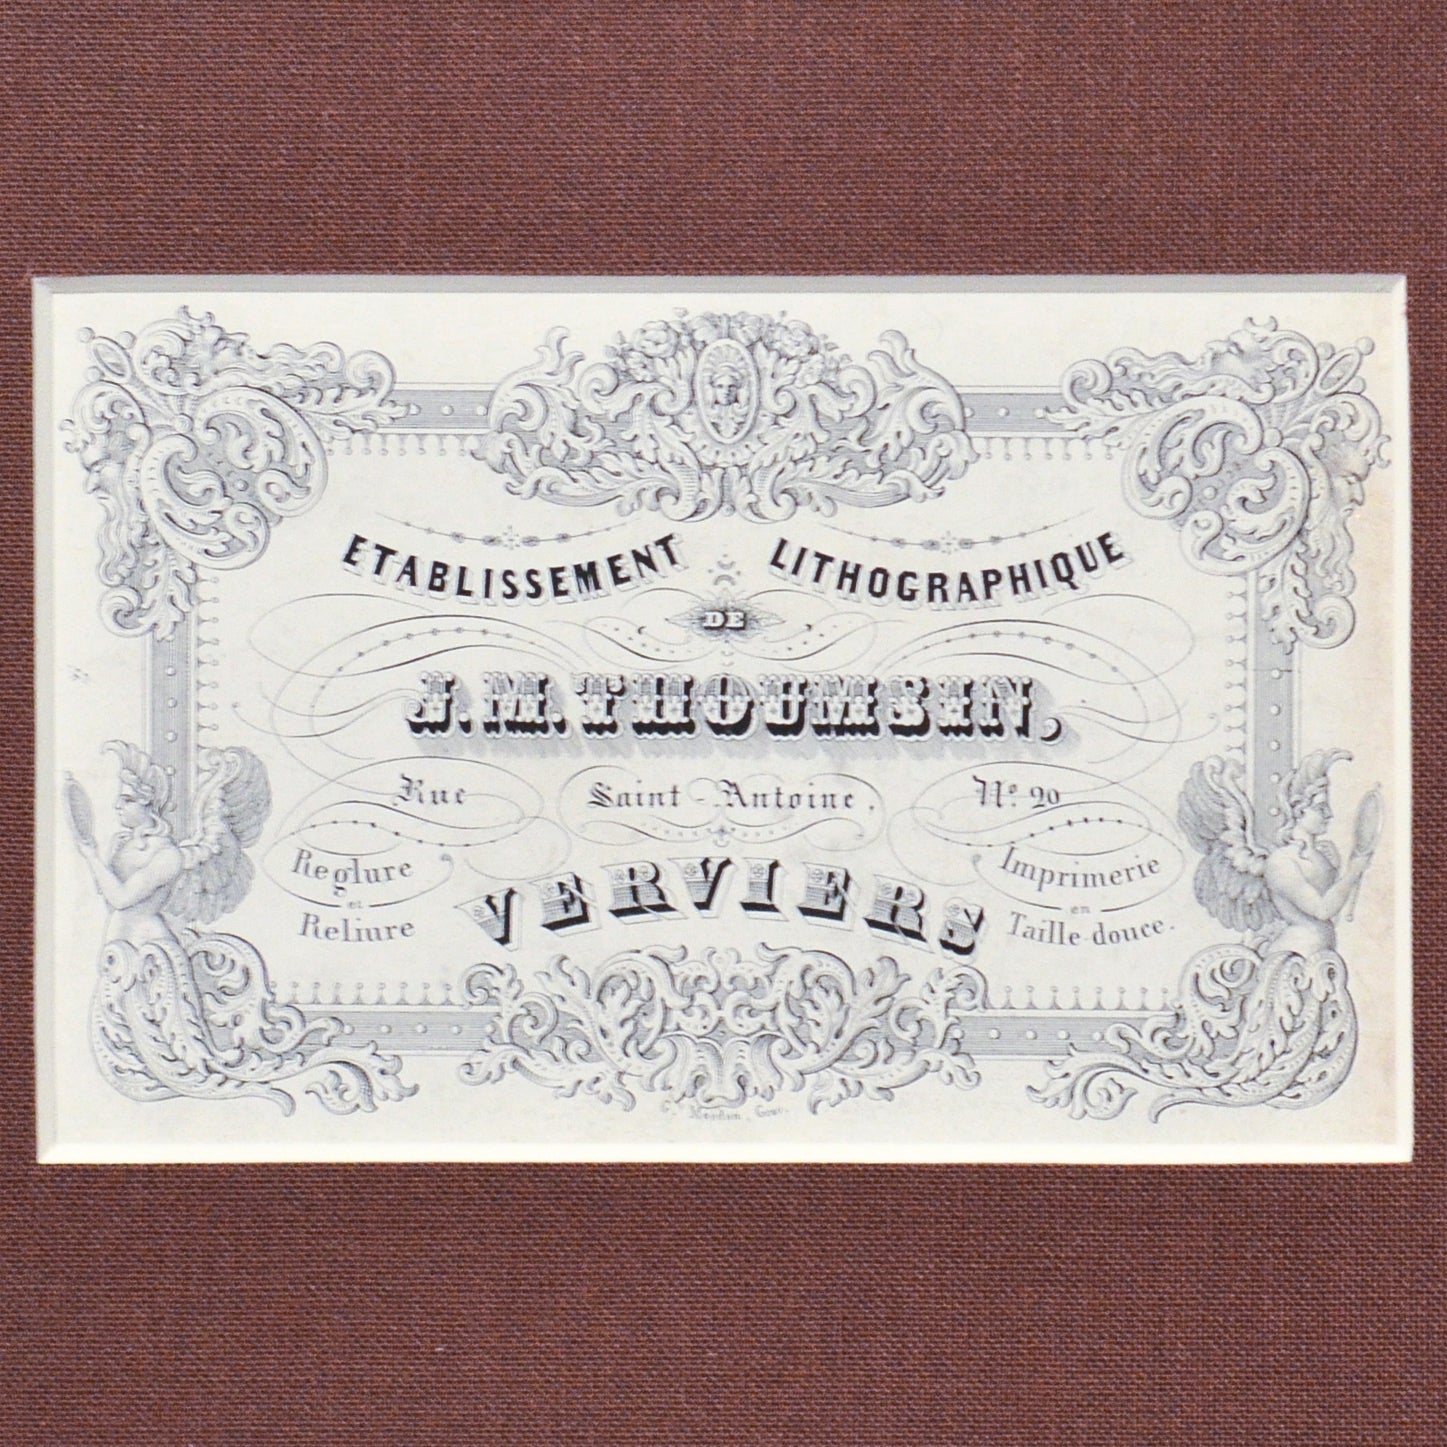 ETABLISSEMENT LITHOGRAPHIQUE
DE
J. M. THOUMSIN,
Rue Saint-Antoine. Nº 20
VERVIERS
Reglure
et
Reliure
Imprimerie
en
Taille-douce.